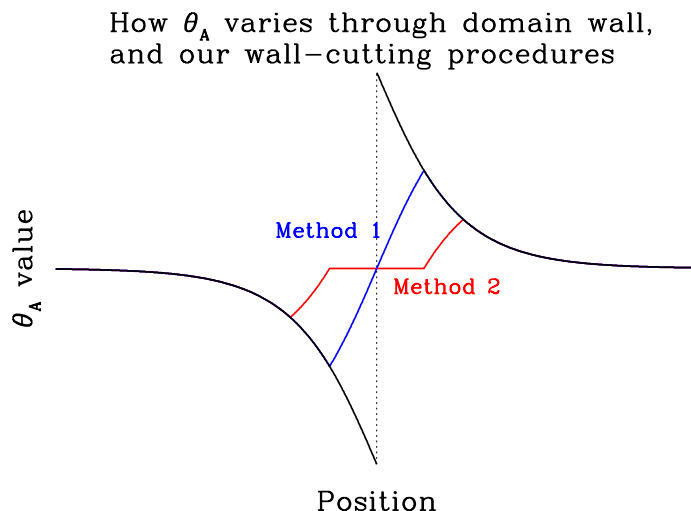 How θA varies through domain wall,
and our wall-cutting procedures
Method 1
Method 2
θA value
Position